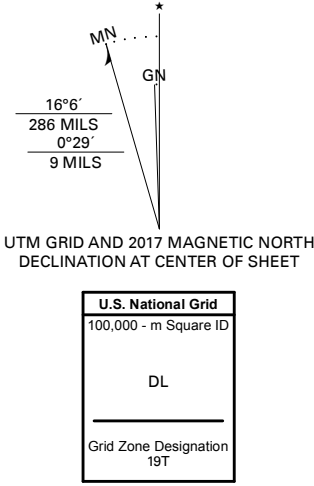 ★
MN
GN
16°6´
286 MILS
0°29´
9 MILS
UTM GRID AND 2017 MAGNETIC NORTH
DECLINATION AT CENTER OF SHEET
U.S. National Grid
100,000 - m Square ID
DL
Grid Zone Designation
19T